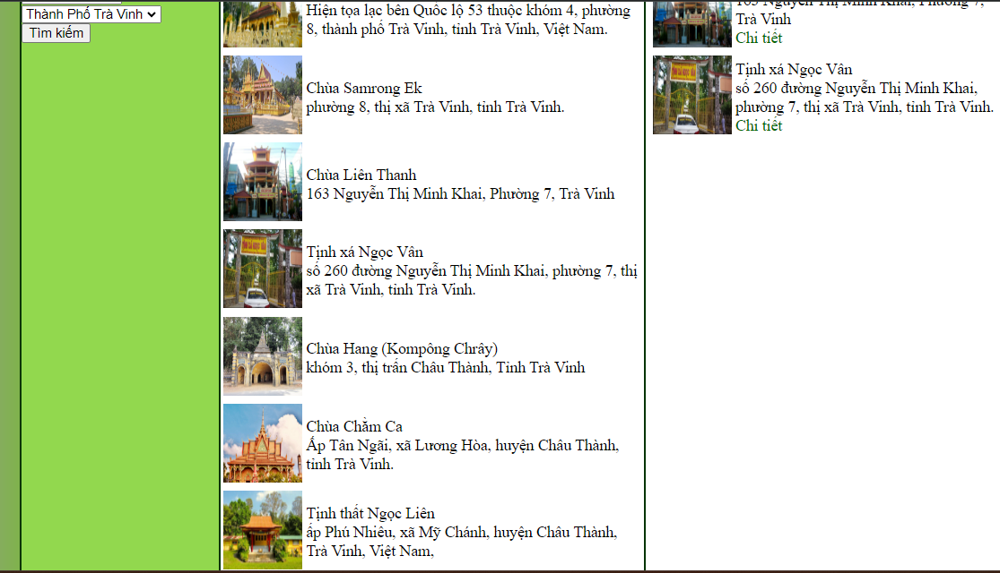 Thành Phố Trà Vinh
Tìm kiếm
Hiện tọa lạc bên Quốc lộ 53 thuộc khóm 4, phường
8, thành phố Trà Vinh, tỉnh Trà Vinh, Việt Nam.
Chùa Samrong Ek
phường 8, thị xã Trà Vinh, tỉnh Trà Vinh.
Chùa Liên Thanh
163 Nguyễn Thị Minh Khai, Phường 7, Trà Vinh
Tịnh xá Ngọc Vân
số 260 đường Nguyễn Thị Minh Khai, phường 7, thị
xã Trà Vinh, tỉnh Trà Vinh.
Chùa Hang (Kompông Chrây)
khóm 3, thị trấn Châu Thành, Tỉnh Trà Vinh
Chùa Chằm Ca
Ấp Tân Ngãi, xã Lương Hòa, huyện Châu Thành,
tỉnh Trà Vinh.
Tịnh thất Ngọc Liên
ấp Phú Nhiêu, xã Mỹ Chánh, huyện Châu Thành,
Trà Vinh, Việt Nam,
163 Nguyễn Thị Minh Khai, Phường 7,
Trà Vinh
Chi tiết
Tịnh xá Ngọc Vân
số 260 đường Nguyễn Thị Minh Khai,
phường 7, thị xã Trà Vinh, tỉnh Trà Vinh.
Chi tiết